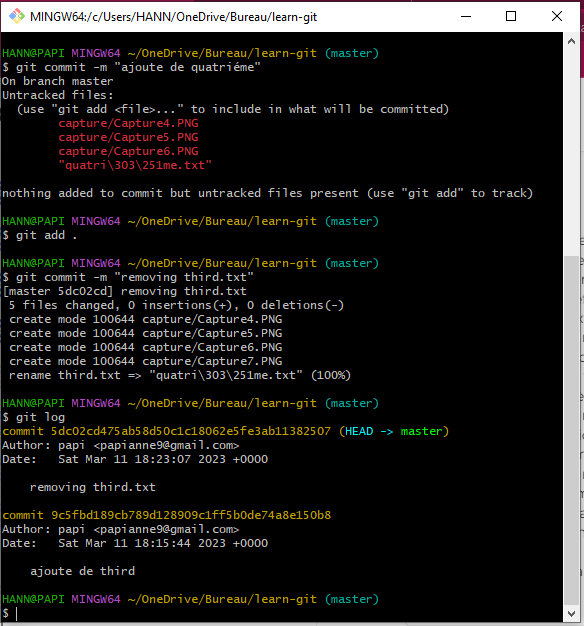 MINGW64:/c/Users/HANN/OneDrive/Bureau/learn-git
HANN@PAPI MINGW64 ~/OneDrive/Bureau/learn-git (master)
$ git commit -m "ajoute de quatriéme"
On branch master
Untracked files:
  (use "git add <file>..." to include in what will be committed)
        capture/Capture4.PNG
        capture/Capture5.PNG
        capture/Capture6.PNG
        "quatri\303\251me.txt"
nothing added to commit but untracked files present (use "git add" to track)
HANN@PAPI MINGW64 ~/OneDrive/Bureau/learn-git (master)
$ git add .
HANN@PAPI MINGW64 ~/OneDrive/Bureau/learn-git (master)
$ git commit -m "removing third.txt"
[master 5dc02cd] removing third.txt
 5 files changed, 0 insertions(+), 0 deletions(-)
 create mode 100644 capture/Capture4.PNG
 create mode 100644 capture/Capture5.PNG
 create mode 100644 capture/Capture6.PNG
 create mode 100644 capture/Capture7.PNG
 rename third.txt => "quatri\303\251me.txt" (100%)
HANN@PAPI MINGW64 ~/OneDrive/Bureau/learn-git (master)
$ git log
commit 5dc02cd475ab58d50c1c18062e5fe3ab11382507 (HEAD -> master)
Author: papi <papianne9@gmail.com>
Date:   Sat Mar 11 18:23:07 2023 +0000
    removing third.txt
commit 9c5fbd189cb789d128909c1ff5b0de74a8e150b8
Author: papi <papianne9@gmail.com>
Date:   Sat Mar 11 18:15:44 2023 +0000
    ajoute de third
HANN@PAPI MINGW64 ~/OneDrive/Bureau/learn-git (master)
$